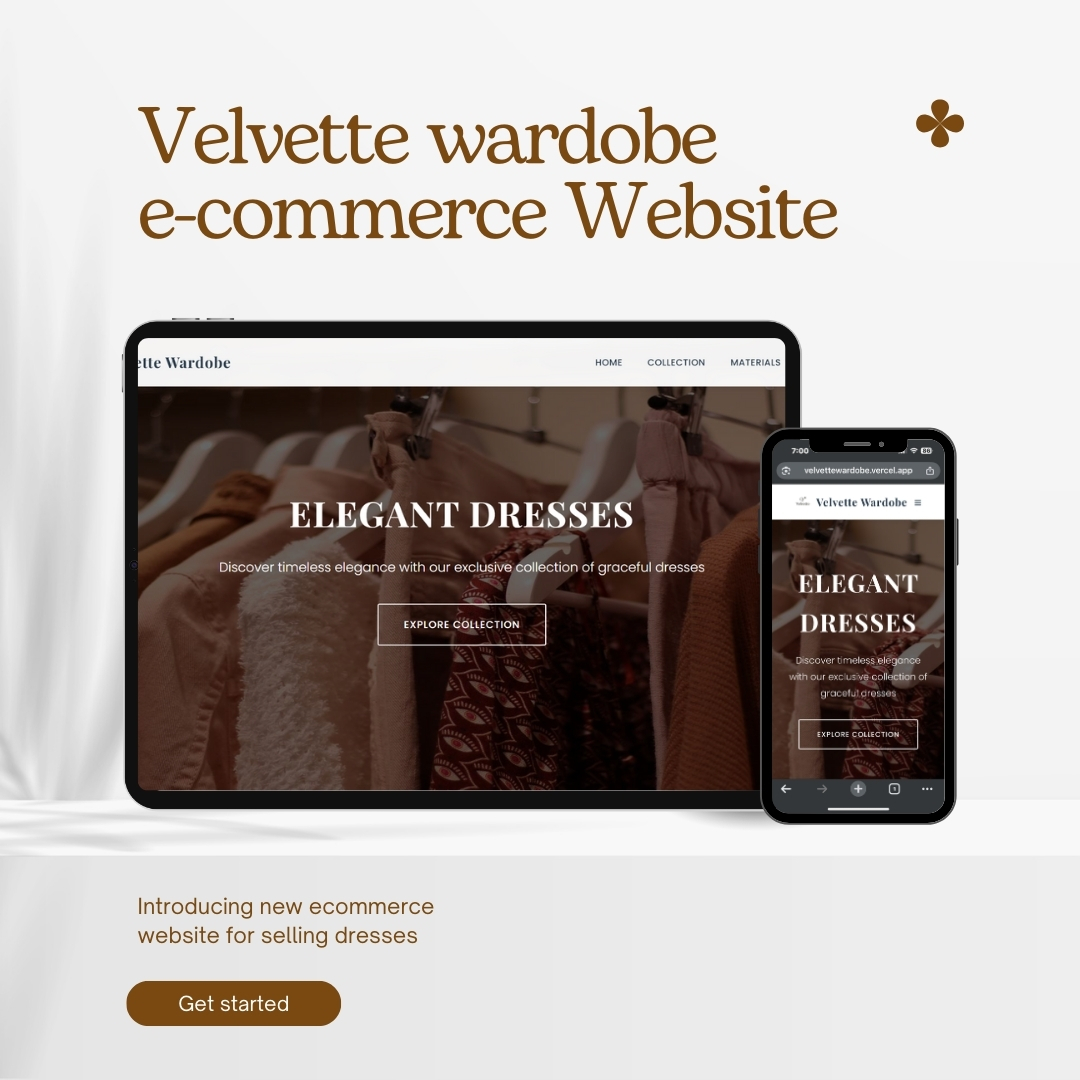 Velvette wardobe
e-commerce Website
ette Wardobe
HOME COLLECTION MATERIALS
ELEGANT DRESSES
Discover timeless elegance with our exclusive collection of graceful dresses
EXPLORE COLLECTION
7:00 86
velvettewardobe.vercel.app
Velvette Wardobe
ELEGANT
DRESSES
Discover timeless elegance
with our exclusive collection of
graceful dresses
EXPLORE COLLECTION
1
Introducing new ecommerce
website for selling dresses
Get started